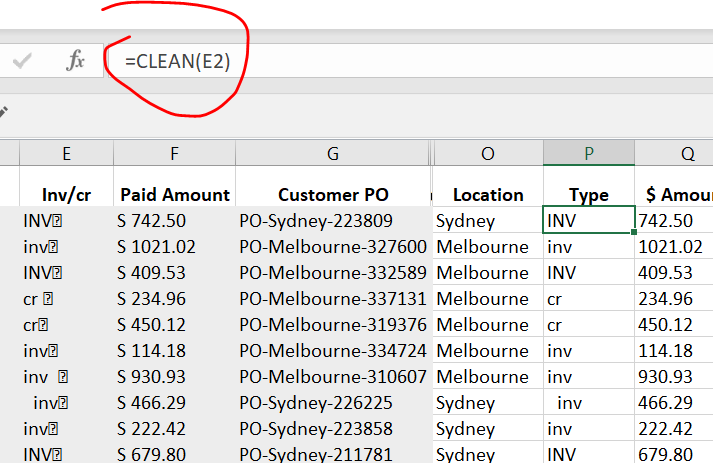 fx =CLEAN(E2)
E F G O P Q
Inv/cr Paid Amount Customer PO Location Type $ Amou
INV⍰ S 742.50 PO-Sydney-223809 Sydney INV 742.50
inv⍰ S 1021.02 PO-Melbourne-327600 Melbourne inv 1021.02
INV⍰ S 409.53 PO-Melbourne-332589 Melbourne INV 409.53
cr ⍰ S 234.96 PO-Melbourne-337131 Melbourne cr 234.96
cr⍰ S 450.12 PO-Melbourne-319376 Melbourne cr 450.12
inv⍰ S 114.18 PO-Melbourne-334724 Melbourne inv 114.18
inv ⍰ S 930.93 PO-Melbourne-310607 Melbourne inv 930.93
inv⍰ S 466.29 PO-Sydney-226225 Sydney inv 466.29
inv⍰ S 222.42 PO-Sydney-223858 Sydney inv 222.42
INV⍰ S 679.80 PO-Sydney-211781 Sydney INV 679.80